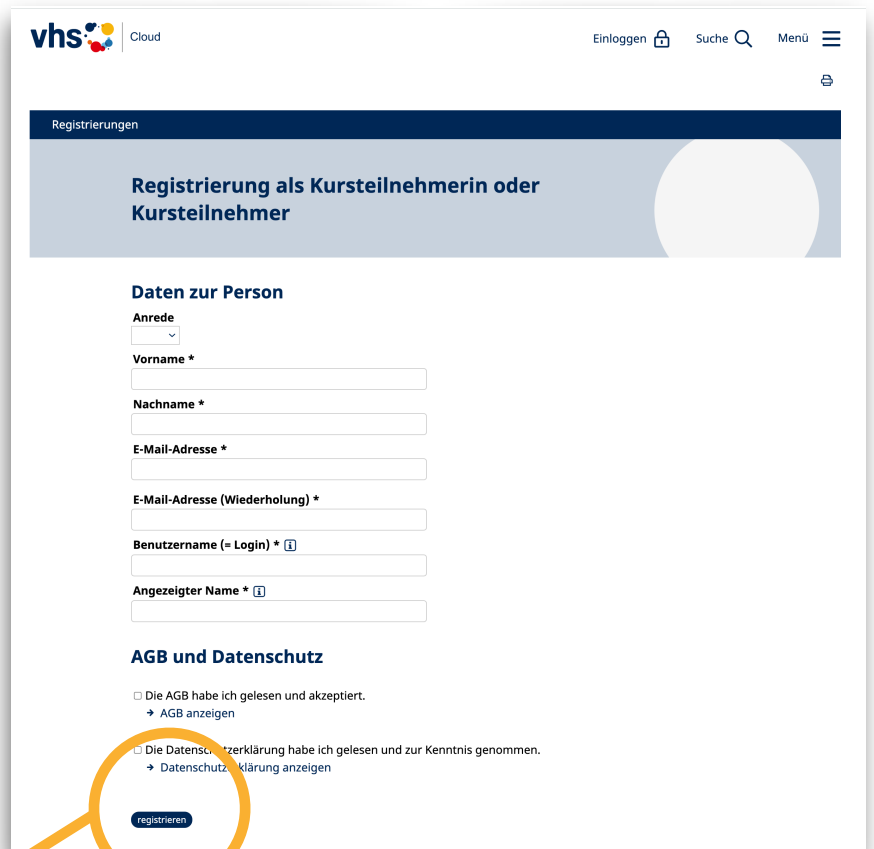 vhs Cloud
Einloggen Suche Menü
Registrierungen
Registrierung als Kursteilnehmerin oder
Kursteilnehmer
Daten zur Person
Anrede
Vorname *
Nachname *
E-Mail-Adresse *
E-Mail-Adresse (Wiederholung) *
Benutzername (= Login) * i
Angezeigter Name * i
AGB und Datenschutz
Die AGB habe ich gelesen und akzeptiert.
→ AGB anzeigen
Die Datenschutzerklärung habe ich gelesen und zur Kenntnis genommen.
→ Datenschutzerklärung anzeigen
registrieren